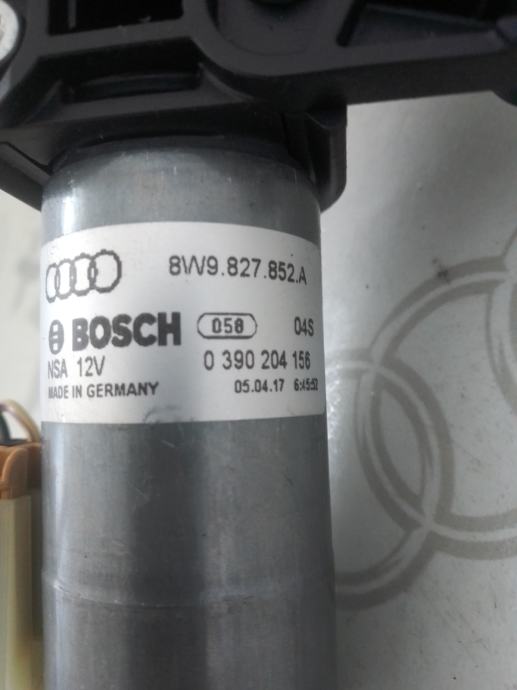 8W9.827.852.A
BOSCH 058 04S
NSA 12V 0 390 204 156
MADE IN GERMANY 05.04.17 6:45:52